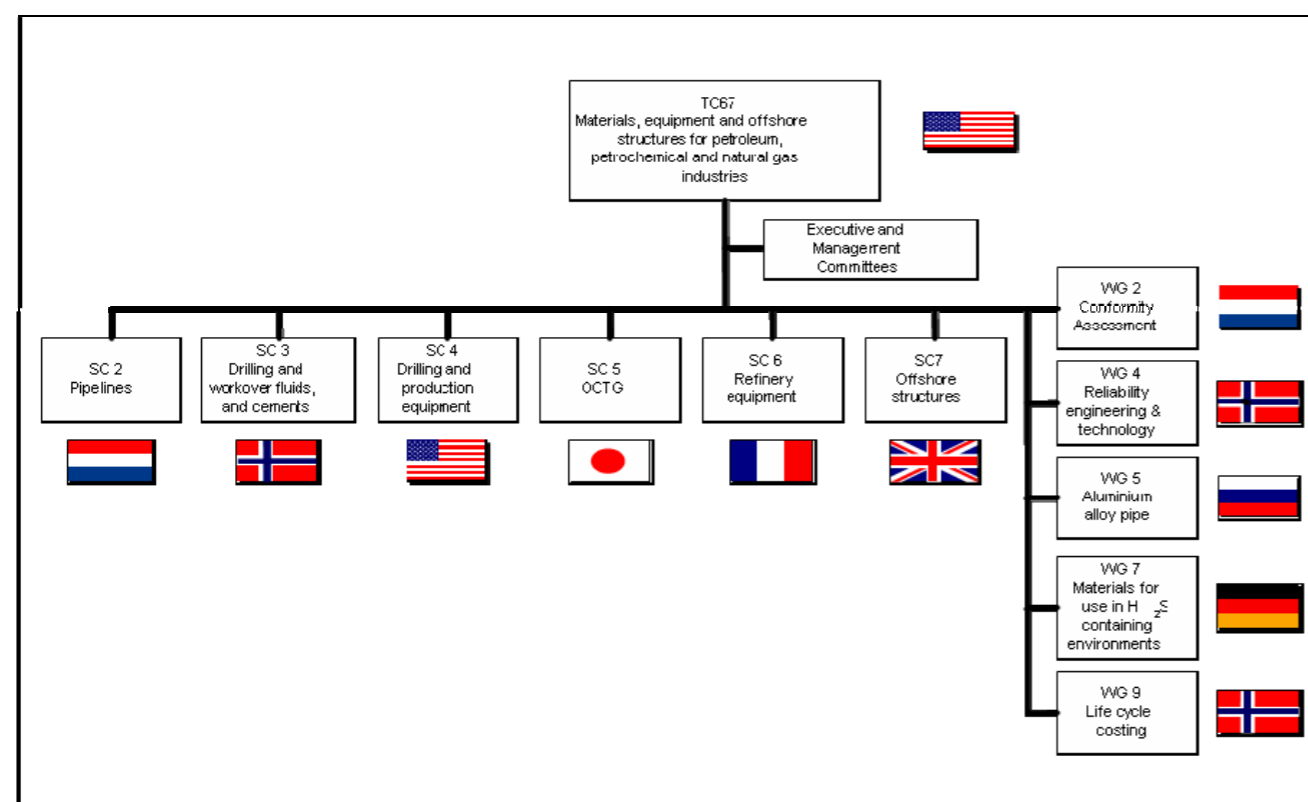 TC67
Materials, equipment and offshore
structures for petroleum,
petrochemical and natural gas
industries
Executive and
Management
Committees
SC 2
Pipelines
SC 3
Drilling and
workover fluids,
and cements
SC 4
Drilling and
production
equipment
SC 5
OCTG
SC 6
Refinery
equipment
SC7
Offshore
structures
WG 2
Conformity
Assessment
WG 4
Reliability
engineering &
technology
WG 5
Aluminium
alloy pipe
WG 7
Materials for
use in H2S
containing
environments
WG 9
Life cycle
costing